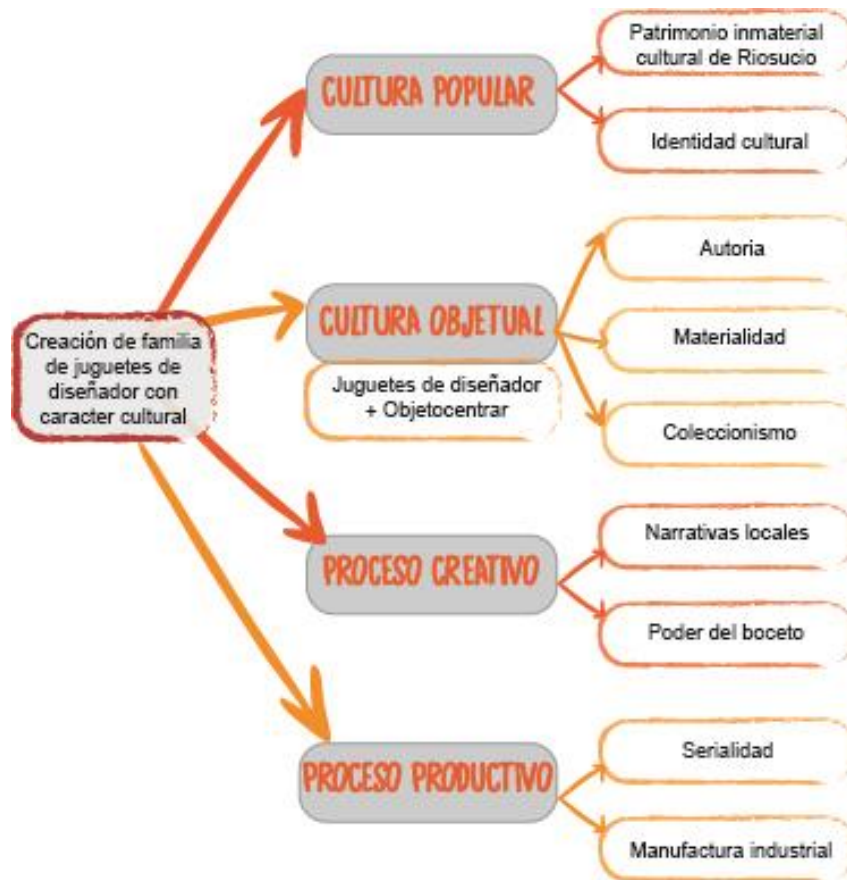 Patrimonio inmaterial
cultural de Riosucio
CULTURA POPULAR
Identidad cultural
Autoria
CULTURA OBJETUAL
Materialidad
Juguetes de diseñador
+ Objetocentrar
Coleccionismo
Creación de familia
de juguetes de
diseñador con
caracter cultural
Narrativas locales
PROCESO CREATIVO
Poder del boceto
Serialidad
PROCESO PRODUCTIVO
Manufactura industrial